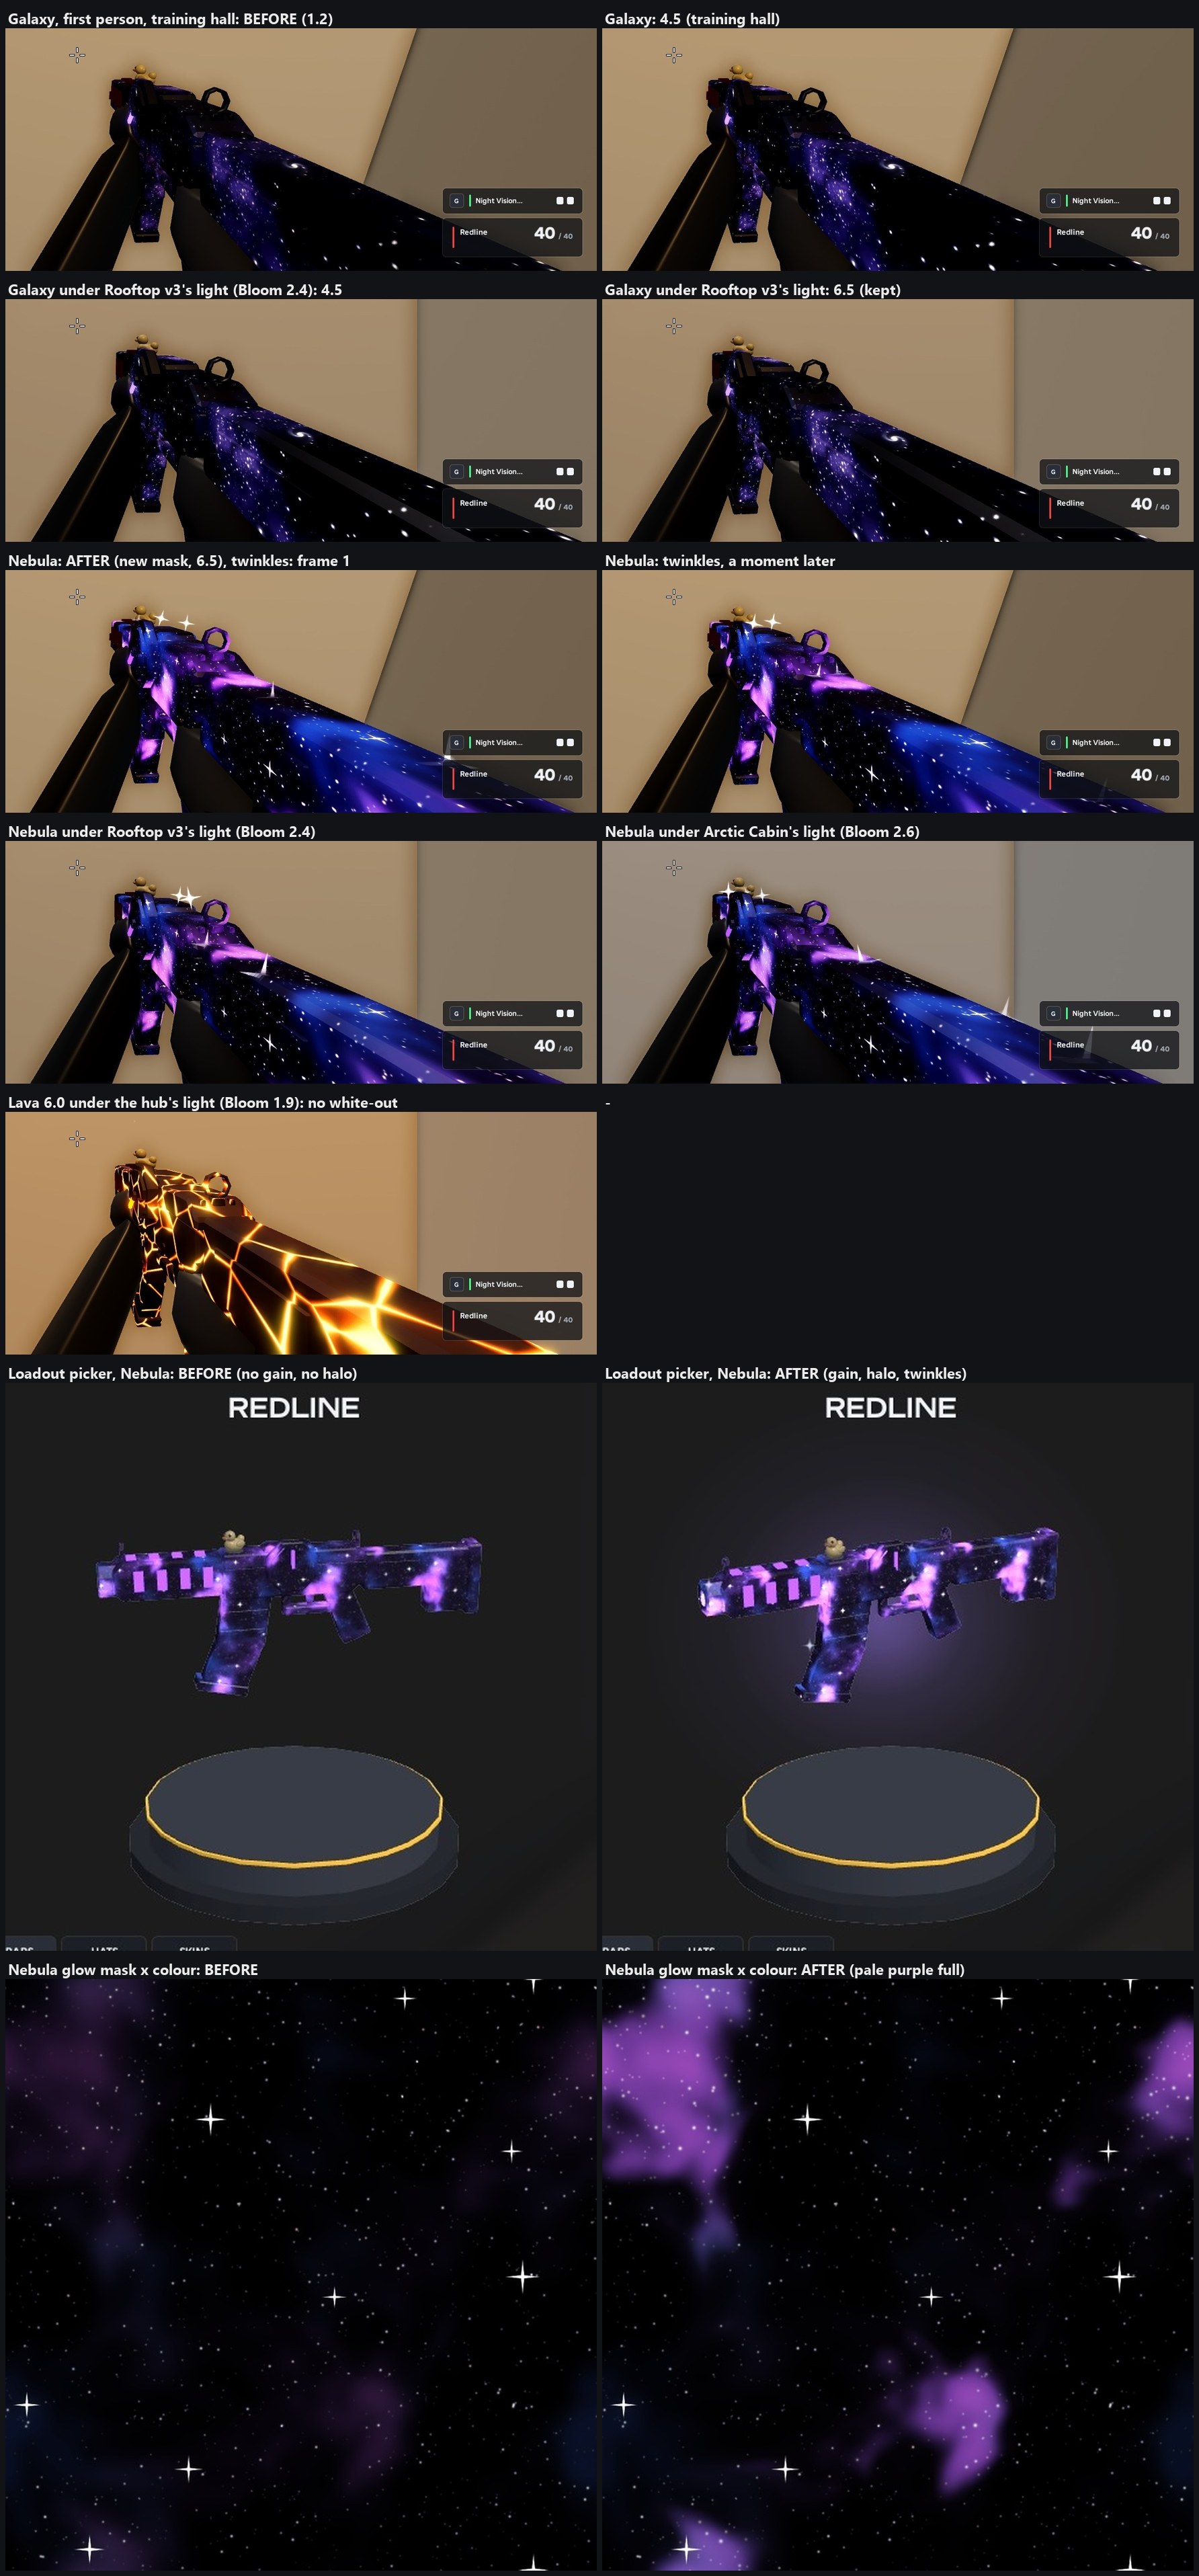 Galaxy, first person, training hall: BEFORE (1.2)
Galaxy: 4.5 (training hall)
G Night Vision...
Redline 40 / 40
G Night Vision...
Redline 40 / 40
Galaxy under Rooftop v3's light (Bloom 2.4): 4.5
Galaxy under Rooftop v3's light: 6.5 (kept)
G Night Vision...
Redline 40 / 40
G Night Vision...
Redline 40 / 40
Nebula: AFTER (new mask, 6.5), twinkles: frame 1
Nebula: twinkles, a moment later
G Night Vision...
Redline 40 / 40
G Night Vision...
Redline 40 / 40
Nebula under Rooftop v3's light (Bloom 2.4)
Nebula under Arctic Cabin's light (Bloom 2.6)
G Night Vision...
Redline 40 / 40
G Night Vision...
Redline 40 / 40
Lava 6.0 under the hub's light (Bloom 1.9): no white-out
-
G Night Vision...
Redline 40 / 40
Loadout picker, Nebula: BEFORE (no gain, no halo)
Loadout picker, Nebula: AFTER (gain, halo, twinkles)
REDLINE
REDLINE
HATS SKINS
HATS SKINS
Nebula glow mask x colour: BEFORE
Nebula glow mask x colour: AFTER (pale purple full)